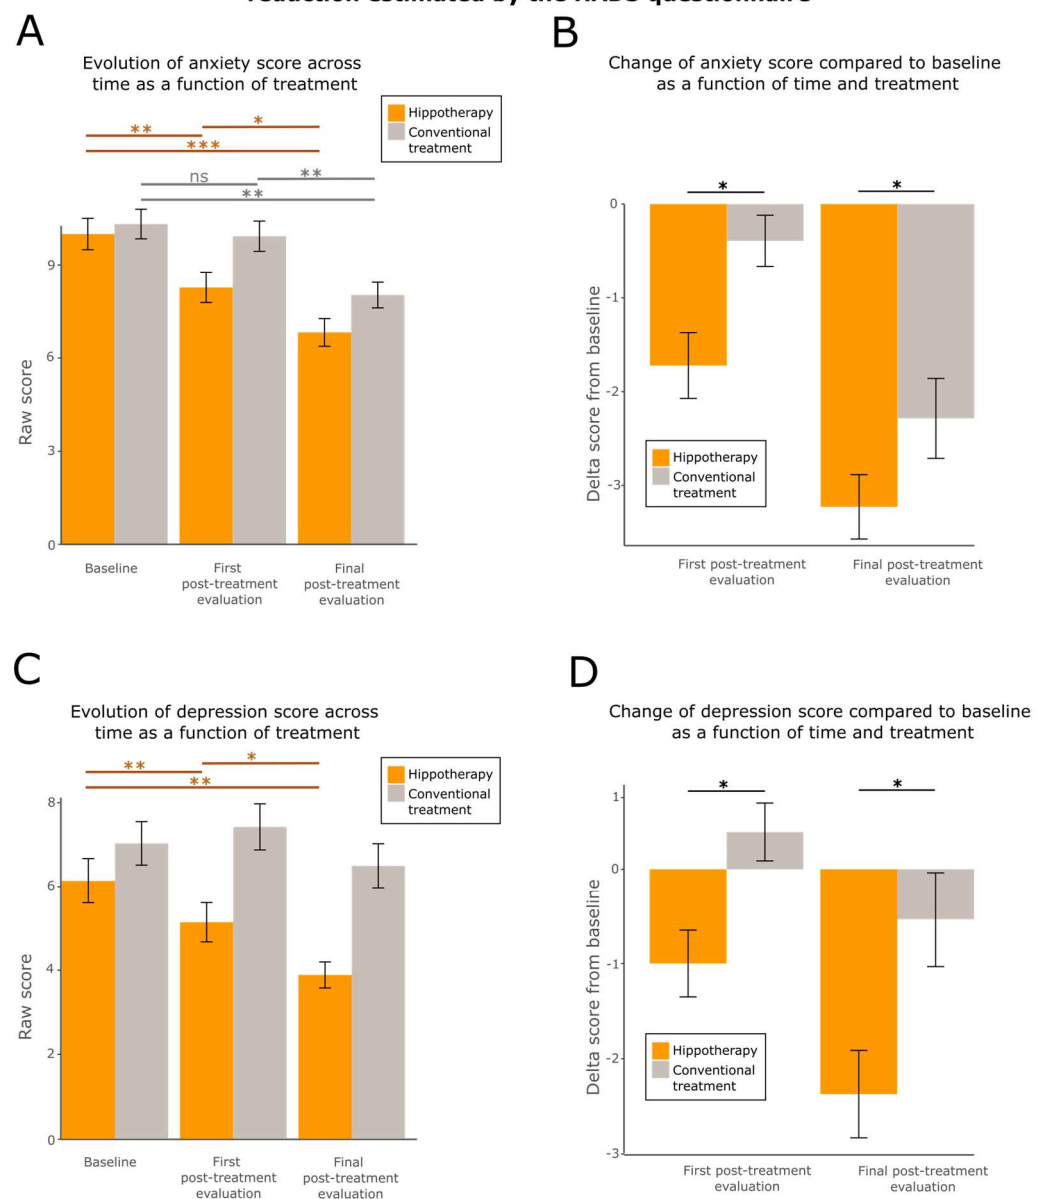 A
Evolution of anxiety score across
time as a function of treatment
Hippotherapy
Conventional
treatment
** *
***
ns **
**
9
6
3
0
Raw score
Baseline
First
post-treatment
evaluation
Final
post-treatment
evaluation
B
Change of anxiety score compared to baseline
as a function of time and treatment
* *
0
-1
-2
-3
Delta score from baseline
Hippotherapy
Conventional
treatment
First post-treatment
evaluation
Final post-treatment
evaluation
C
Evolution of depression score across
time as a function of treatment
Hippotherapy
Conventional
treatment
** *
**
8
6
4
2
0
Raw score
Baseline
First
post-treatment
evaluation
Final
post-treatment
evaluation
D
Change of depression score compared to baseline
as a function of time and treatment
* *
1
0
-1
-2
-3
Delta score from baseline
Hippotherapy
Conventional
treatment
First post-treatment
evaluation
Final post-treatment
evaluation